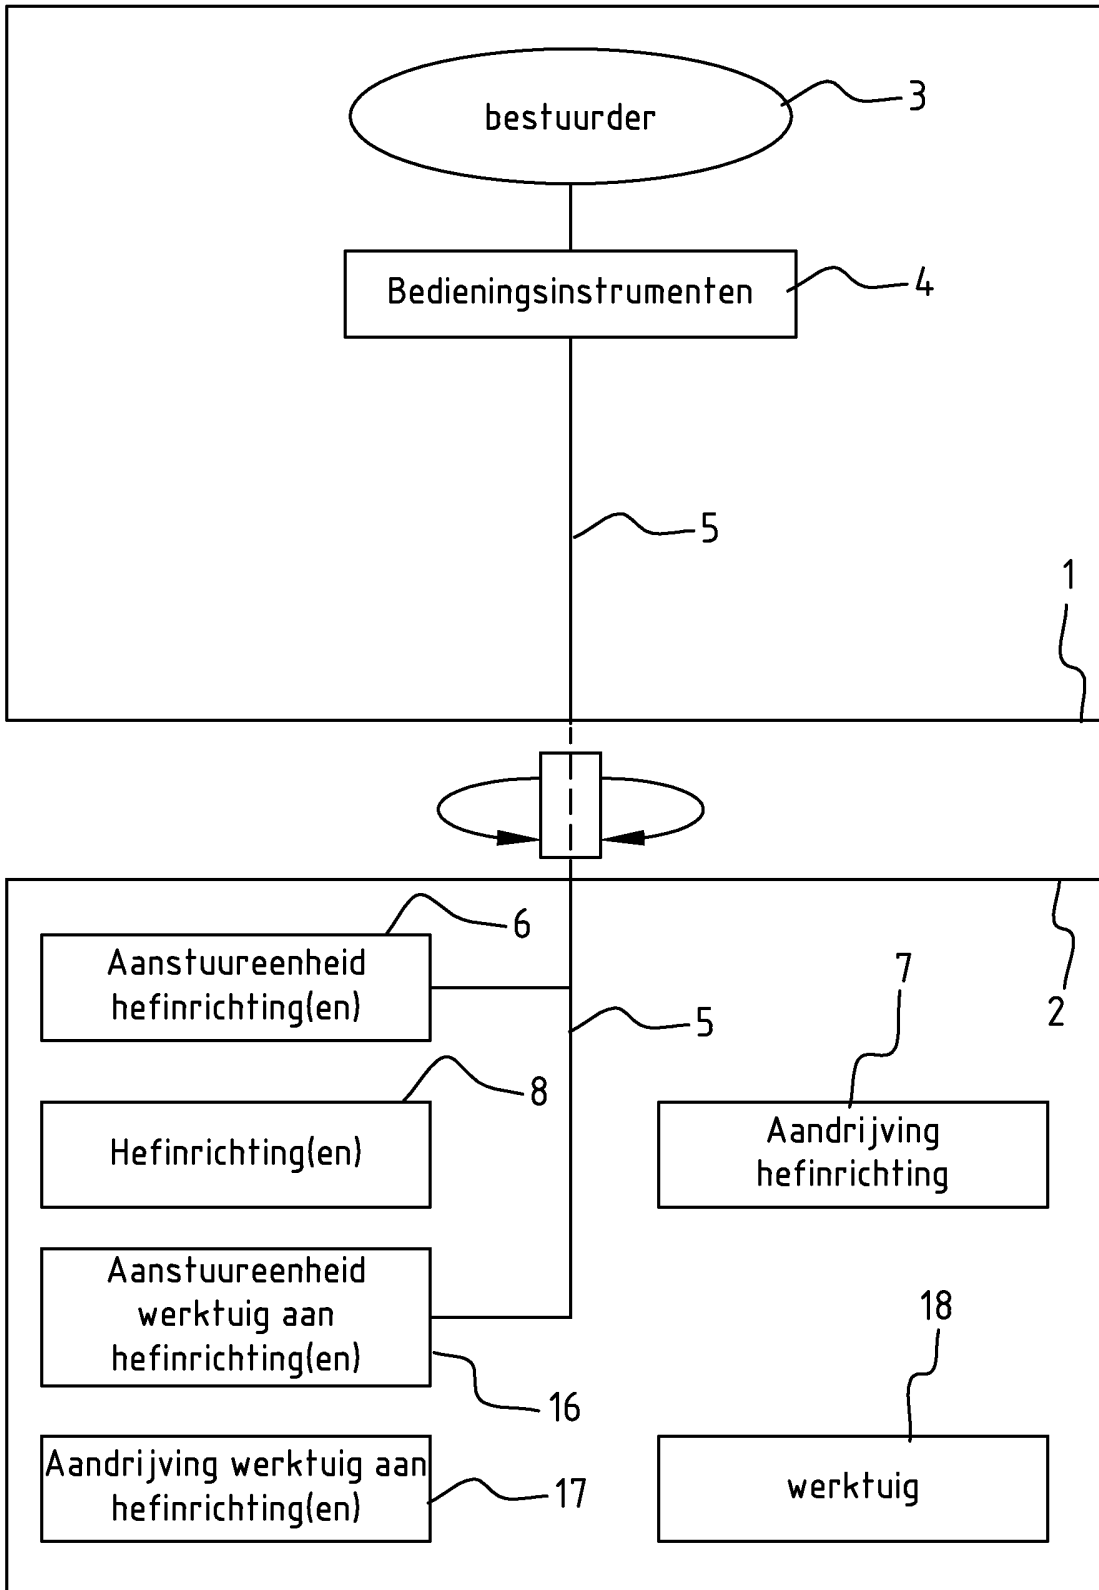 bestuurder
3
Bedieningsinstrumenten
4
5
1
6
Aanstuureenheid
hefinrichting(en)
2
5
7
8
Hefinrichting(en)
Aandrijving
hefinrichting
Aanstuureenheid
werktuig aan
hefinrichting(en)
18
16
Aandrijving werktuig aan
hefinrichting(en)
17
werktuig